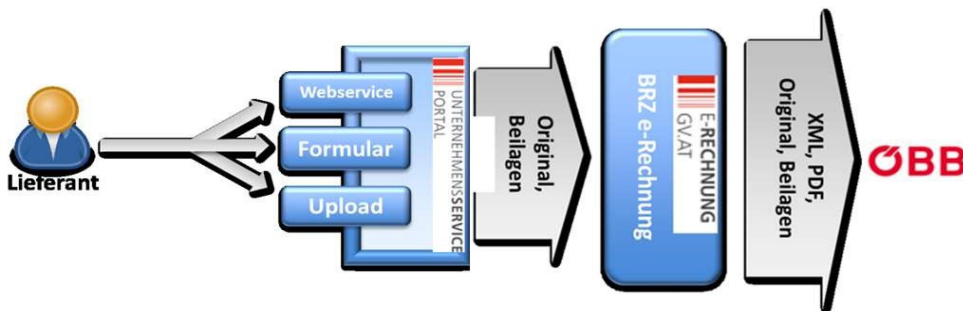 Lieferant
Webservice
Formular
Upload
UNTERNEHMENSSERVICE
PORTAL
Original,
Beilagen
BRZ e-Rechnung
E-RECHNUNG
GV.AT
XML, PDF,
Original, Beilagen
ÖBB